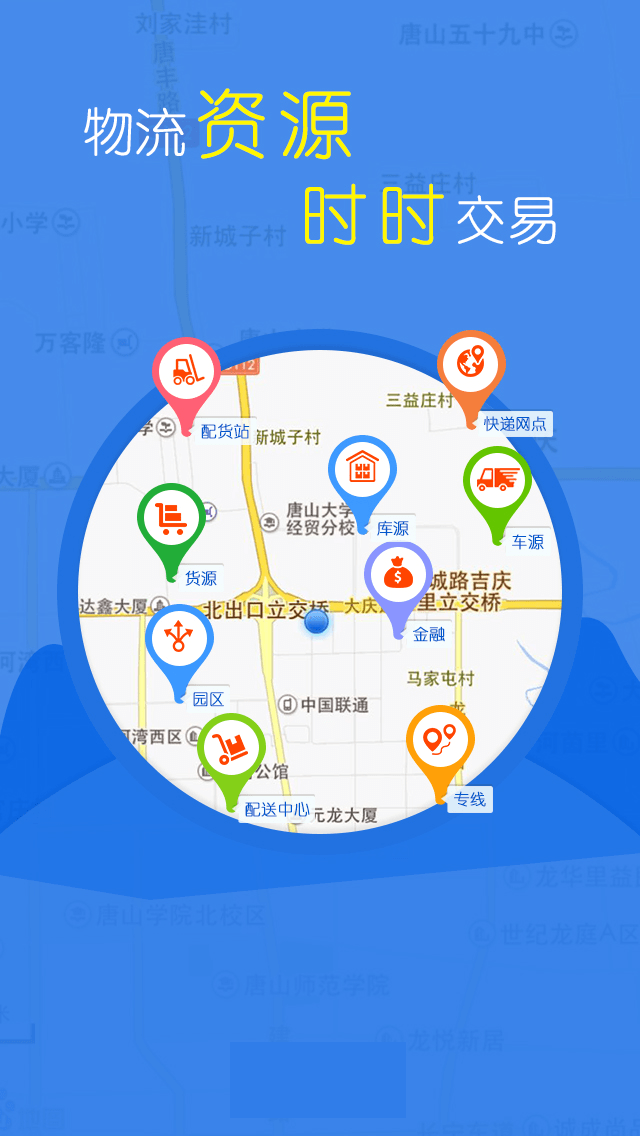 刘家洼村
唐山五十九中
唐丰路
物流资源
三益庄村
时时交易
小学
新城子村
万客隆
三益庄村
快递网点
配货站
新城子村
大厦
唐山大学
经贸分校
库源
车源
货源
城路吉庆
达鑫大厦
北出口立交桥
大庆
里立交桥
金融
马家屯村
园区
中国联通
龙
河湾西区
公馆
专线
配送中心
元龙大厦
龙华里益
唐山学院北校区
世纪龙庭A区
唐山师范学院
龙悦新居